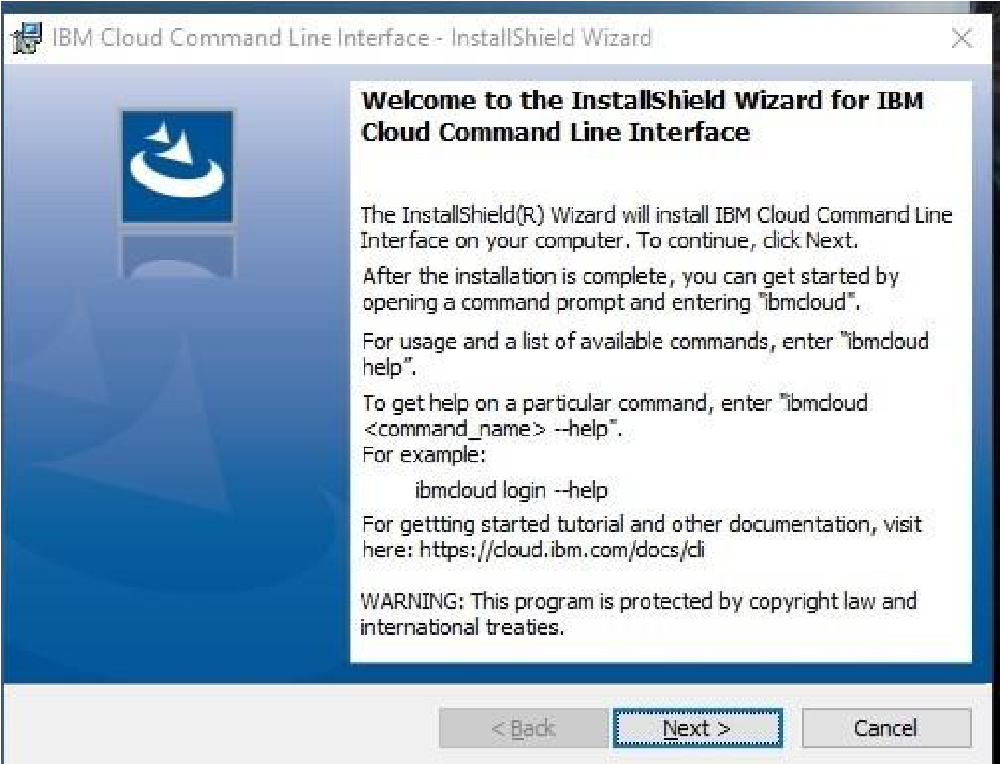 IBM Cloud Command Line Interface - InstallShield Wizard
Welcome to the InstallShield Wizard for IBM
Cloud Command Line Interface
The InstallShield(R) Wizard will install IBM Cloud Command Line
Interface on your computer. To continue, click Next.
After the installation is complete, you can get started by
opening a command prompt and entering "ibmcloud".
For usage and a list of available commands, enter "ibmcloud
help".
To get help on a particular command, enter "ibmcloud
<command_name> --help".
For example:
ibmcloud login --help
For gettting started tutorial and other documentation, visit
here: https://cloud.ibm.com/docs/cli
WARNING: This program is protected by copyright law and
international treaties.
< Back
Next >
Cancel